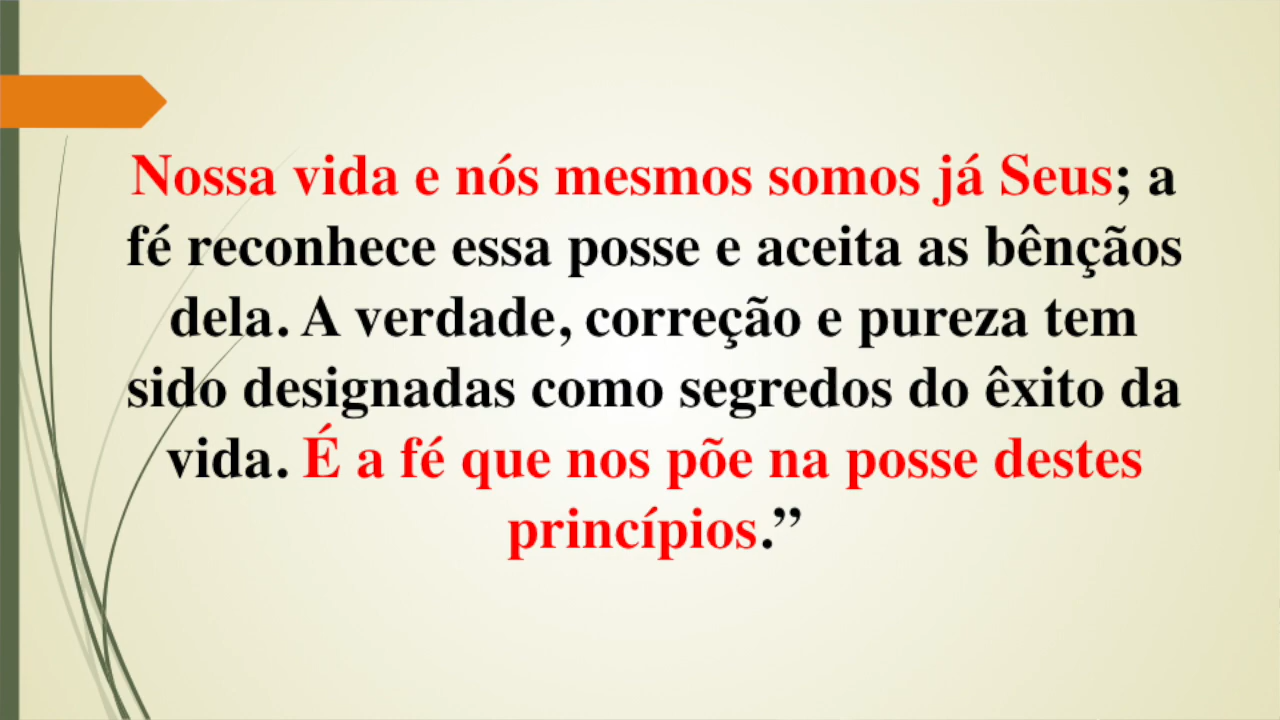 Nossa vida e nós mesmos somos já Seus; a
fé reconhece essa posse e aceita as bênçãos
dela. A verdade, correção e pureza tem
sido designadas como segredos do êxito da
vida. É a fé que nos põe na posse destes
princípios.”